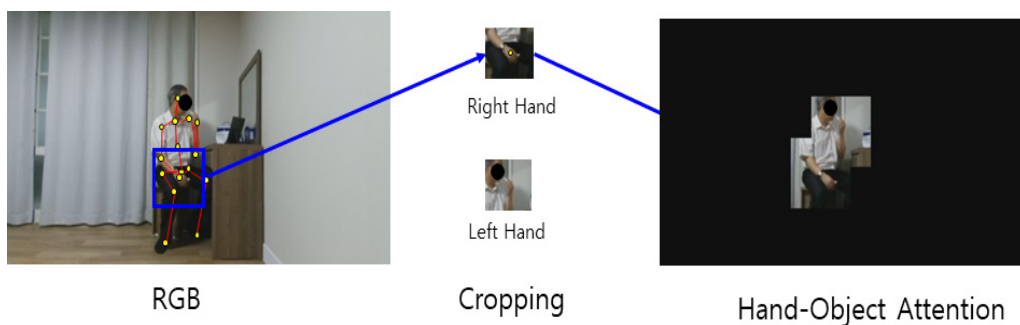 Right Hand
Left Hand
RGB
Cropping
Hand-Object Attention